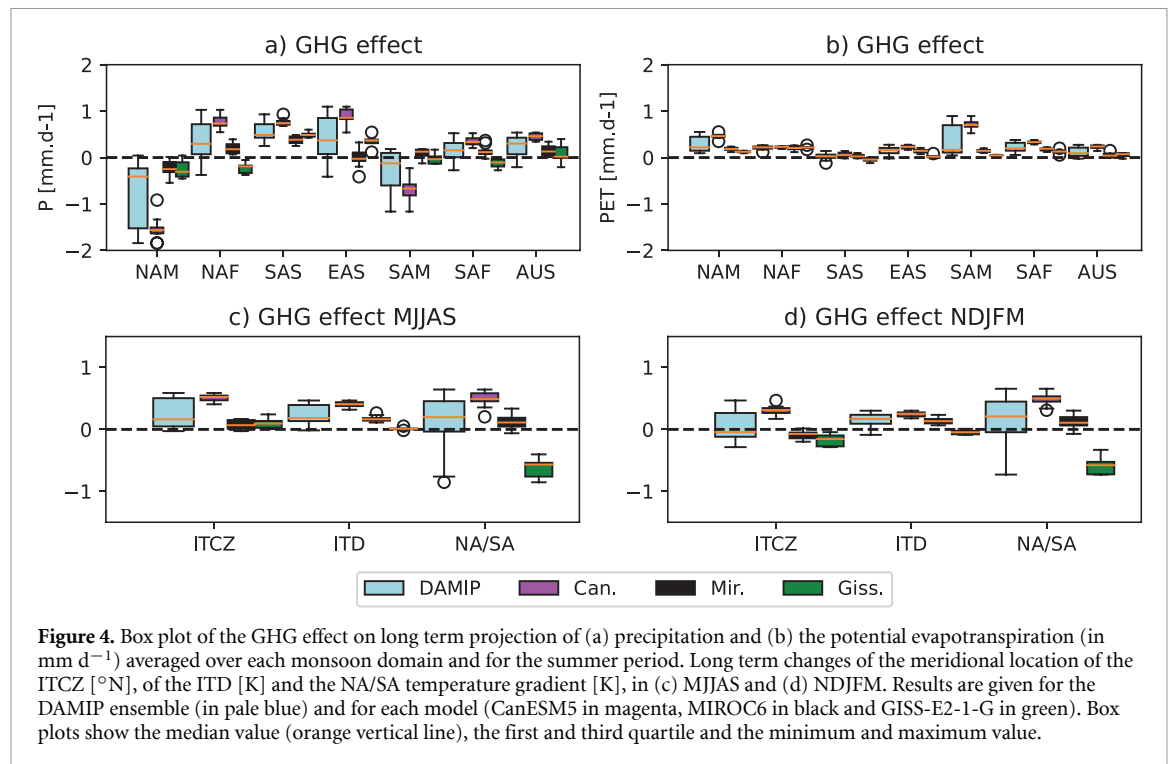 a) GHG effect
b) GHG effect
P [mm.d-1]
2
1
0
−1
−2
NAM NAF SAS EAS SAM SAF AUS
PET [mm.d-1]
2
1
0
−1
−2
NAM NAF SAS EAS SAM SAF AUS
c) GHG effect MJJAS
d) GHG effect NDJFM
1
0
−1
ITCZ ITD NA/SA
1
0
−1
ITCZ ITD NA/SA
DAMIP Can. Mir. Giss.
Figure 4. Box plot of the GHG effect on long term projection of (a) precipitation and (b) the potential evapotranspiration (in
mm d−1) averaged over each monsoon domain and for the summer period. Long term changes of the meridional location of the
ITCZ [°N], of the ITD [K] and the NA/SA temperature gradient [K], in (c) MJJAS and (d) NDJFM. Results are given for the
DAMIP ensemble (in pale blue) and for each model (CanESM5 in magenta, MIROC6 in black and GISS-E2-1-G in green). Box
plots show the median value (orange vertical line), the first and third quartile and the minimum and maximum value.